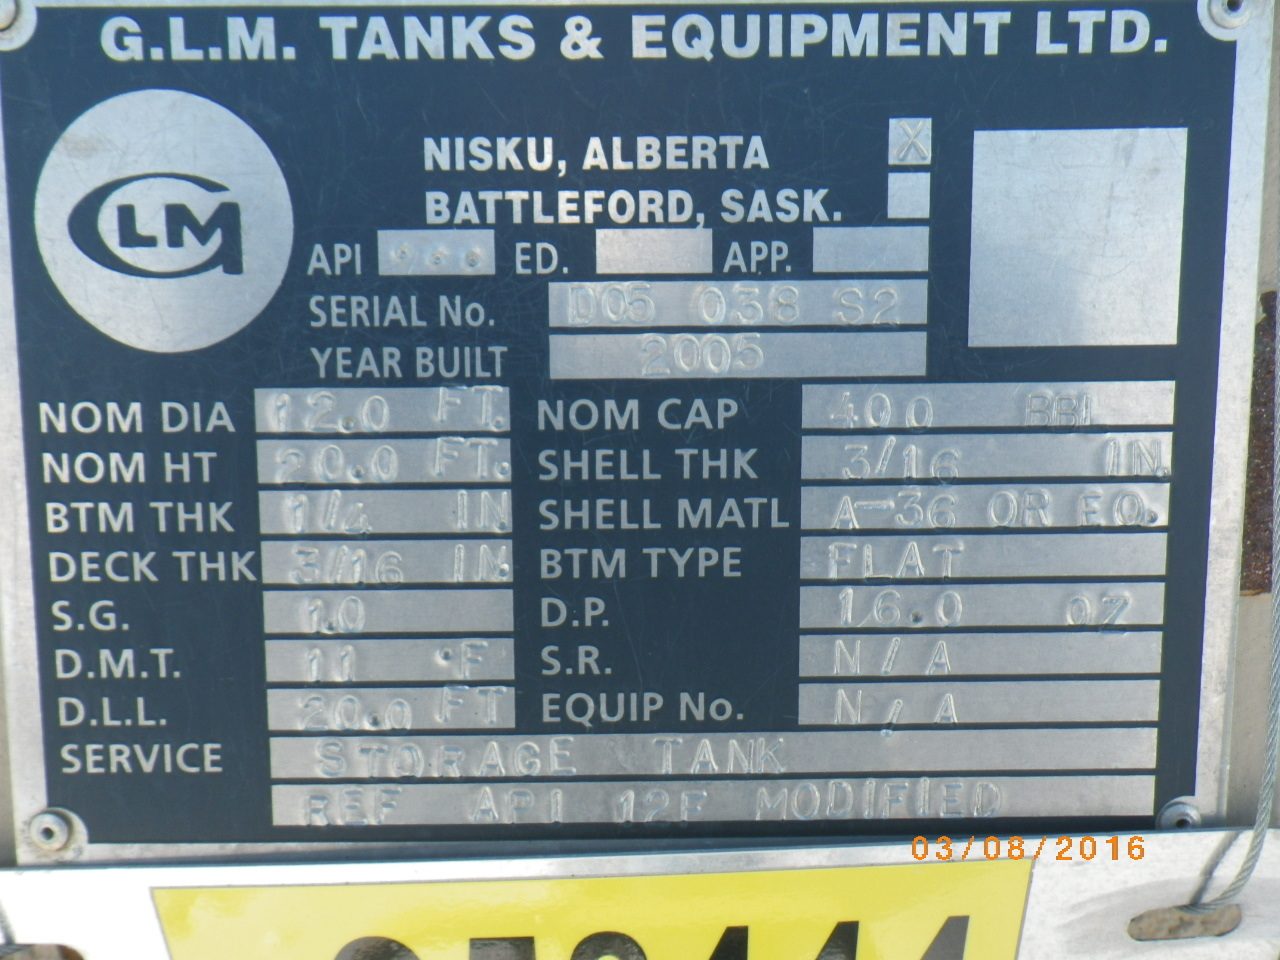 G.L.M. TANKS & EQUIPMENT LTD.
GLM
NISKU, ALBERTA X
BATTLEFORD, SASK.
API ED. APP.
SERIAL No. D05 038 S2
YEAR BUILT 2005
NOM DIA 12.0 FT. NOM CAP 400 BBL
NOM HT 20.0 FT. SHELL THK 3/16 IN.
BTM THK 1/4 IN SHELL MATL A-36 OR EQ.
DECK THK 3/16 IN. BTM TYPE FLAT
S.G. 1.0 D.P. 16.0 OZ
D.M.T. 11 °F S.R. N/A
D.L.L. 20.0 FT EQUIP No. N/A
SERVICE STORAGE TANK
REF API 12F MODIFIED
03/08/2016